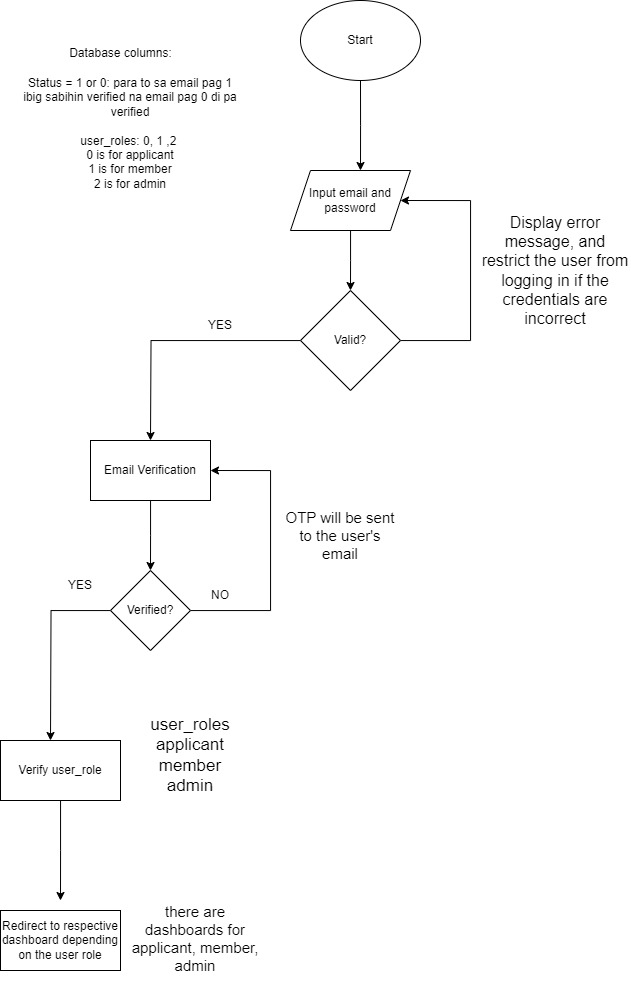 Start
Database columns:
Status = 1 or 0: para to sa email pag 1
ibig sabihin verified na email pag 0 di pa
verified
user_roles: 0, 1 ,2
0 is for applicant
1 is for member
2 is for admin
Input email and
password
Display error
message, and
restrict the user from
logging in if the
credentials are
incorrect
YES
Valid?
Email Verification
OTP will be sent
to the user's
email
YES
NO
Verified?
user_roles
applicant
member
admin
Verify user_role
there are
dashboards for
applicant, member,
admin
Redirect to respective
dashboard depending
on the user role